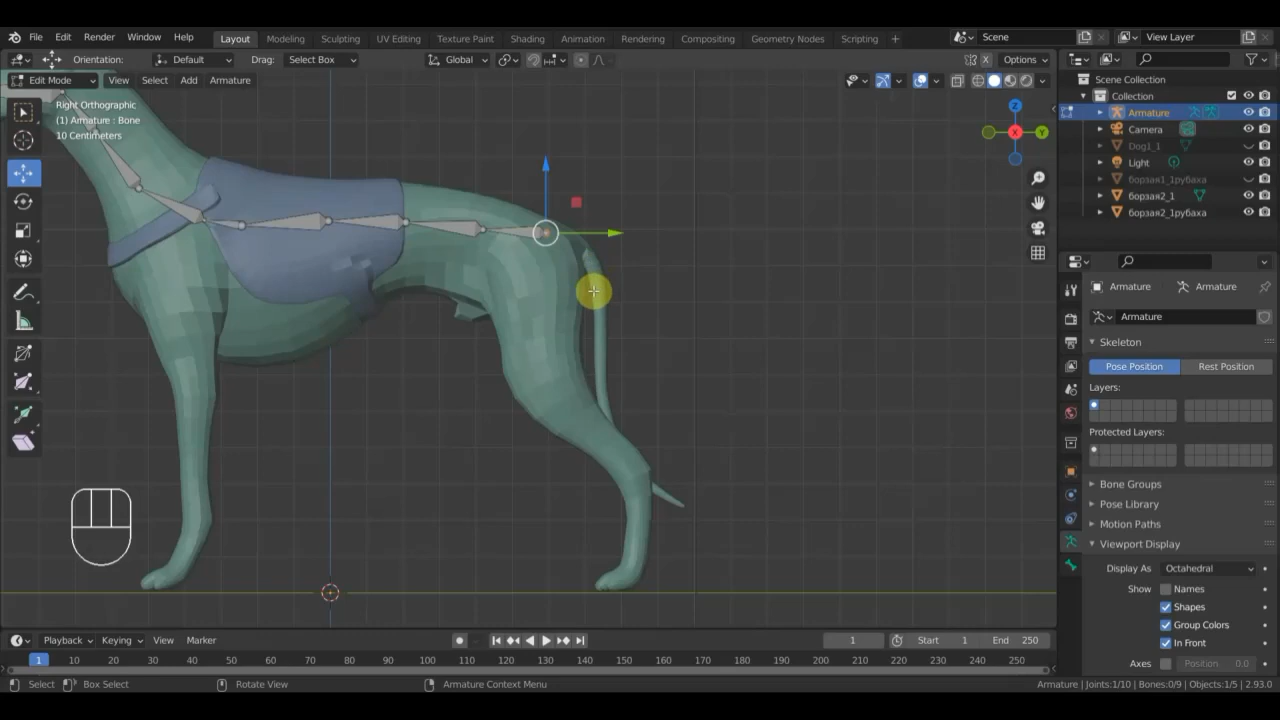 File Edit Render Window Help Layout Modeling Sculpting UV Editing Texture Paint Shading Animation Rendering Compositing Geometry Nodes Scripting + Scene View Layer
Orientation: Default Drag: Select Box Global Options
Edit Mode View Select Add Armature
Right Orthographic
(1) Armature : Bone
10 Centimeters
Z
X
Y
Scene Collection
Collection
Armature
Camera
Dog1_1
Light
борзая1_1рубаха
борзая2_1
борзая2_1рубаха
Armature Armature
Armature
Skeleton
Pose Position Rest Position
Layers:
Protected Layers:
Bone Groups
Pose Library
Motion Paths
Viewport Display
Display As Octahedral
Show Names
Shapes
Group Colors
In Front
Axes Position 0.0
Playback Keying View Marker 1 Start 1 End 250
1 10 20 30 40 50 60 70 80 90 100 110 120 130 140 150 160 170 180 190 200 210 220 230 240 250
Select Box Select Rotate View Armature Context Menu Armature | Joints:1/10 | Bones:0/9 | Objects:1/5 | 2.93.0